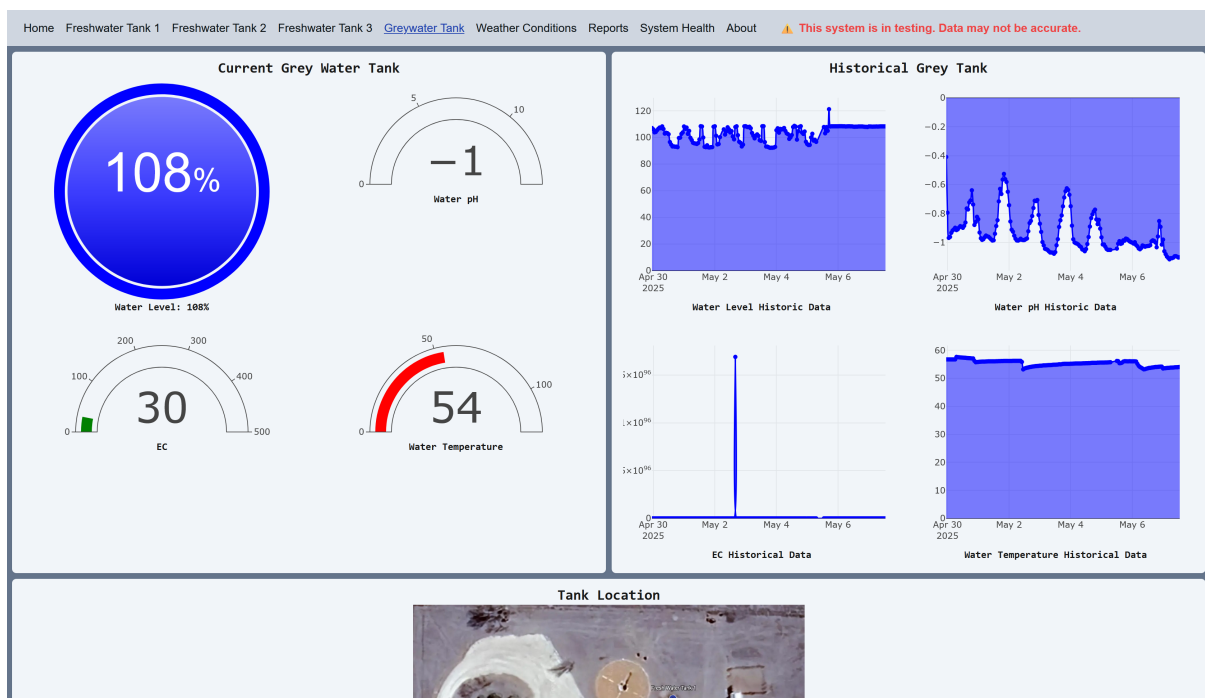 Home Freshwater Tank 1 Freshwater Tank 2 Freshwater Tank 3 Greywater Tank Weather Conditions Reports System Health About ⚠ This system is in testing. Data may not be accurate.
Current Grey Water Tank
108%
Water Level: 108%
0 5 10
−1
Water pH
0 100 200 300 400 500
30
EC
0 50 100
54
Water Temperature
Historical Grey Tank
120
100
80
60
40
20
0
Apr 30 May 2 May 4 May 6
2025
Water Level Historic Data
0
−0.2
−0.4
−0.6
−0.8
−1
Apr 30 May 2 May 4 May 6
2025
Water pH Historic Data
5×10⁹⁶
1×10⁹⁶
5×10⁹⁶
0
Apr 30 May 2 May 4 May 6
2025
EC Historical Data
60
50
40
30
20
10
0
Apr 30 May 2 May 4 May 6
2025
Water Temperature Historical Data
Tank Location